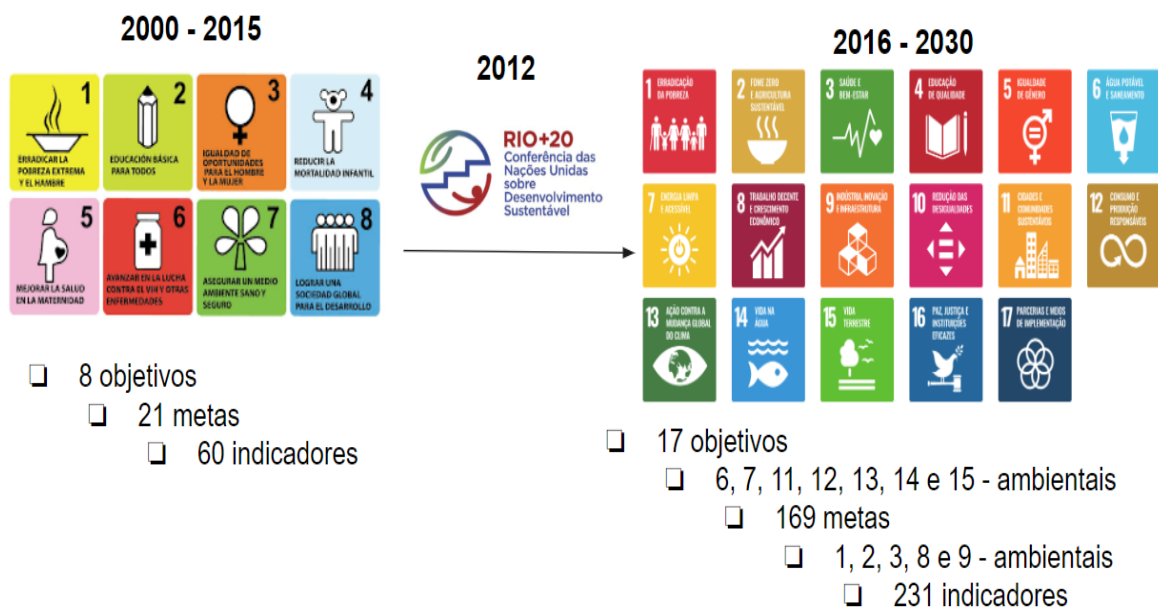 2000 - 2015
1
ERRADICAR LA
POBREZA EXTREMA
Y EL HAMBRE
2
EDUCACIÓN BÁSICA
PARA TODOS
3
IGUALDAD DE
OPORTUNIDADES
PARA EL HOMBRE
Y LA MUJER
4
REDUCIR LA
MORTALIDAD INFANTIL
5
MEJORAR LA SALUD
EN LA MATERNIDAD
6
AVANZAR EN LA LUCHA
CONTRA EL VIH Y OTRAS
ENFERMEDADES
7
ASEGURAR UN MEDIO
AMBIENTE SANO Y
SEGURO
8
LOGRAR UNA
SOCIEDAD GLOBAL
PARA EL DESARROLLO
8 objetivos
21 metas
60 indicadores
2012
RIO+20
Conferência das
Nações Unidas
sobre
Desenvolvimento
Sustentável
2016 - 2030
1 ERRADICAÇÃO
DA POBREZA
2 FOME ZERO
E AGRICULTURA
SUSTENTÁVEL
3 SAÚDE E
BEM-ESTAR
4 EDUCAÇÃO
DE QUALIDADE
5 IGUALDADE
DE GÊNERO
6 ÁGUA POTÁVEL
E SANEAMENTO
7 ENERGIA LIMPA
E ACESSÍVEL
8 TRABALHO DECENTE
E CRESCIMENTO
ECONÔMICO
9 INDÚSTRIA, INOVAÇÃO
E INFRAESTRUTURA
10 REDUÇÃO DAS
DESIGUALDADES
11 CIDADES E
COMUNIDADES
SUSTENTÁVEIS
12 CONSUMO E
PRODUÇÃO
RESPONSÁVEIS
13 AÇÃO CONTRA A
MUDANÇA GLOBAL
DO CLIMA
14 VIDA NA
ÁGUA
15 VIDA
TERRESTRE
16 PAZ, JUSTIÇA E
INSTITUIÇÕES
EFICAZES
17 PARCERIAS E MEIOS
DE IMPLEMENTAÇÃO
17 objetivos
6, 7, 11, 12, 13, 14 e 15 - ambientais
169 metas
1, 2, 3, 8 e 9 - ambientais
231 indicadores